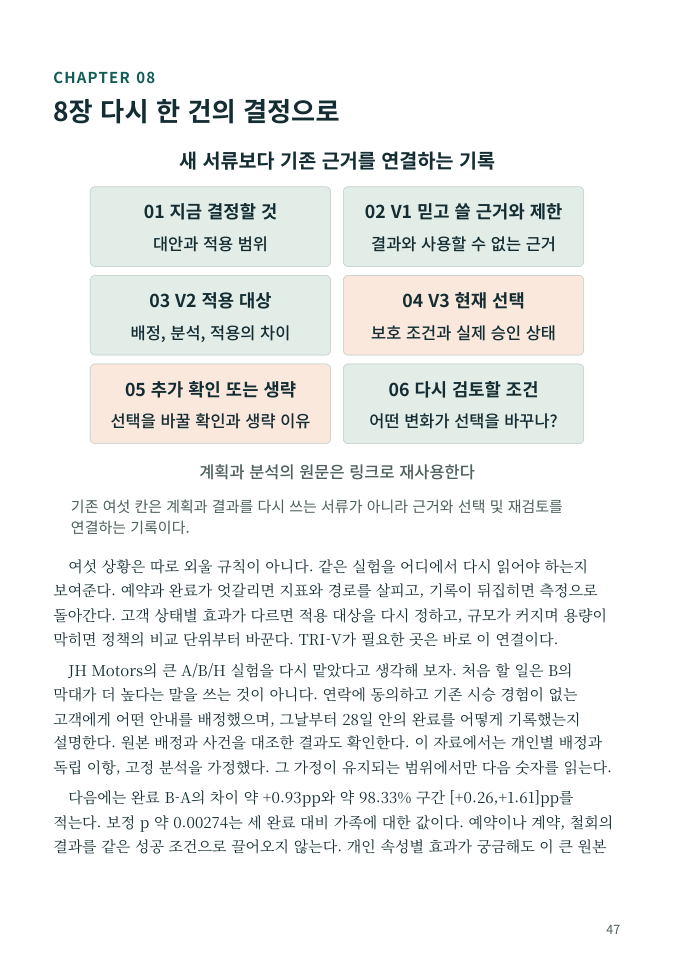 CHAPTER 08
8장 다시 한 건의 결정으로
새 서류보다 기존 근거를 연결하는 기록
01 지금 결정할 것
대안과 적용 범위
02 V1 믿고 쓸 근거와 제한
결과와 사용할 수 없는 근거
03 V2 적용 대상
배정, 분석, 적용의 차이
04 V3 현재 선택
보호 조건과 실제 승인 상태
05 추가 확인 또는 생략
선택을 바꿀 확인과 생략 이유
06 다시 검토할 조건
어떤 변화가 선택을 바꾸나?
계획과 분석의 원문은 링크로 재사용한다
기존 여섯 칸은 계획과 결과를 다시 쓰는 서류가 아니라 근거와 선택 및 재검토를
연결하는 기록이다.
여섯 상황은 따로 외울 규칙이 아니다. 같은 실험을 어디에서 다시 읽어야 하는지
보여준다. 예약과 완료가 엇갈리면 지표와 경로를 살피고, 기록이 뒤집히면 측정으로
돌아간다. 고객 상태별 효과가 다르면 적용 대상을 다시 정하고, 규모가 커지며 용량이
막히면 정책의 비교 단위부터 바꾼다. TRI-V가 필요한 곳은 바로 이 연결이다.
JH Motors의 큰 A/B/H 실험을 다시 맡았다고 생각해 보자. 처음 할 일은 B의
막대가 더 높다는 말을 쓰는 것이 아니다. 연락에 동의하고 기존 시승 경험이 없는
고객에게 어떤 안내를 배정했으며, 그날부터 28일 안의 완료를 어떻게 기록했는지
설명한다. 원본 배정과 사건을 대조한 결과도 확인한다. 이 자료에서는 개인별 배정과
독립 이항, 고정 분석을 가정했다. 그 가정이 유지되는 범위에서만 다음 숫자를 읽는다.
다음에는 완료 B-A의 차이 약 +0.93pp와 약 98.33% 구간 [+0.26,+1.61]pp를
적는다. 보정 p 약 0.00274는 세 완료 대비 가족에 대한 값이다. 예약이나 계약, 철회의
결과를 같은 성공 조건으로 끌어오지 않는다. 개인 속성별 효과가 궁금해도 이 큰 원본
47